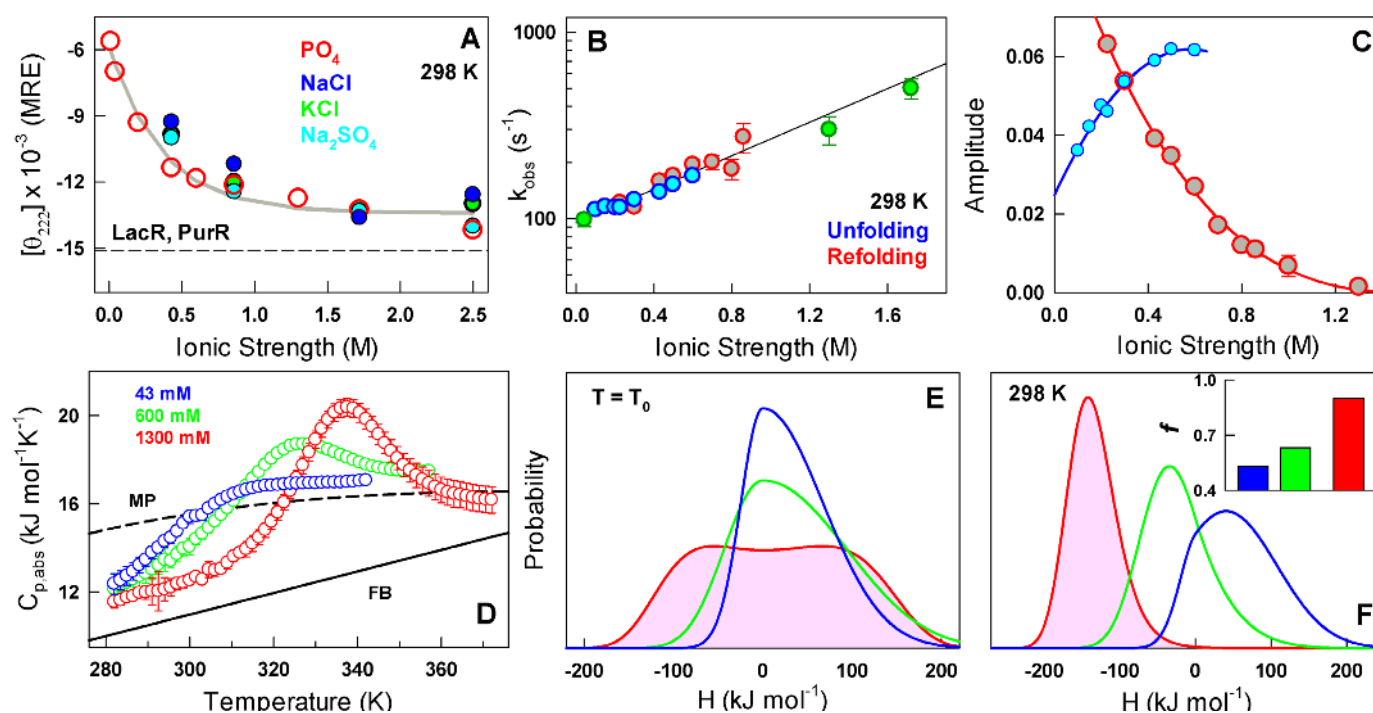 A
PO4
NaCl
KCl
Na2SO4
298 K
LacR, PurR
[θ222] x 10-3 (MRE)
-6
-9
-12
-15
0.0 0.5 1.0 1.5 2.0 2.5
Ionic Strength (M)
B
kobs (s-1)
1000
100
298 K
Unfolding
Refolding
0.0 0.4 0.8 1.2 1.6
Ionic Strength (M)
C
Amplitude
0.06
0.04
0.02
0.00
0.0 0.4 0.8 1.2
Ionic Strength (M)
43 mM
600 mM
1300 mM
Cp,abs (kJ mol-1K-1)
20
16
12
MP
FB
D
280 300 320 340 360
Temperature (K)
T = T0
E
Probability
-200 -100 0 100 200
H (kJ mol-1)
298 K
f
1.0
0.7
0.4
F
-200 -100 0 100 200
H (kJ mol-1)